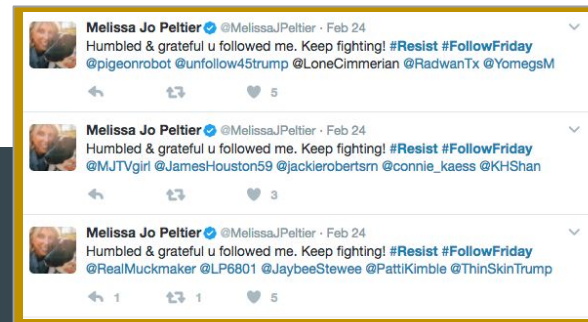 Melissa Jo Peltier @MelissaJPeltier · Feb 24
Humbled & grateful u followed me. Keep fighting! #Resist #FollowFriday
@pigeonrobot @unfollow45trump @LoneCimmerian @RadwanTx @YomegsM
5
Melissa Jo Peltier @MelissaJPeltier · Feb 24
Humbled & grateful u followed me. Keep fighting! #Resist #FollowFriday
@MJTVgirl @JamesHouston59 @jackierobertsrn @connie_kaess @KHShan
3
Melissa Jo Peltier @MelissaJPeltier · Feb 24
Humbled & grateful u followed me. Keep fighting! #Resist #FollowFriday
@RealMuckmaker @LP6801 @JaybeeStewee @PattiKimble @ThinSkinTrump
1 1 5